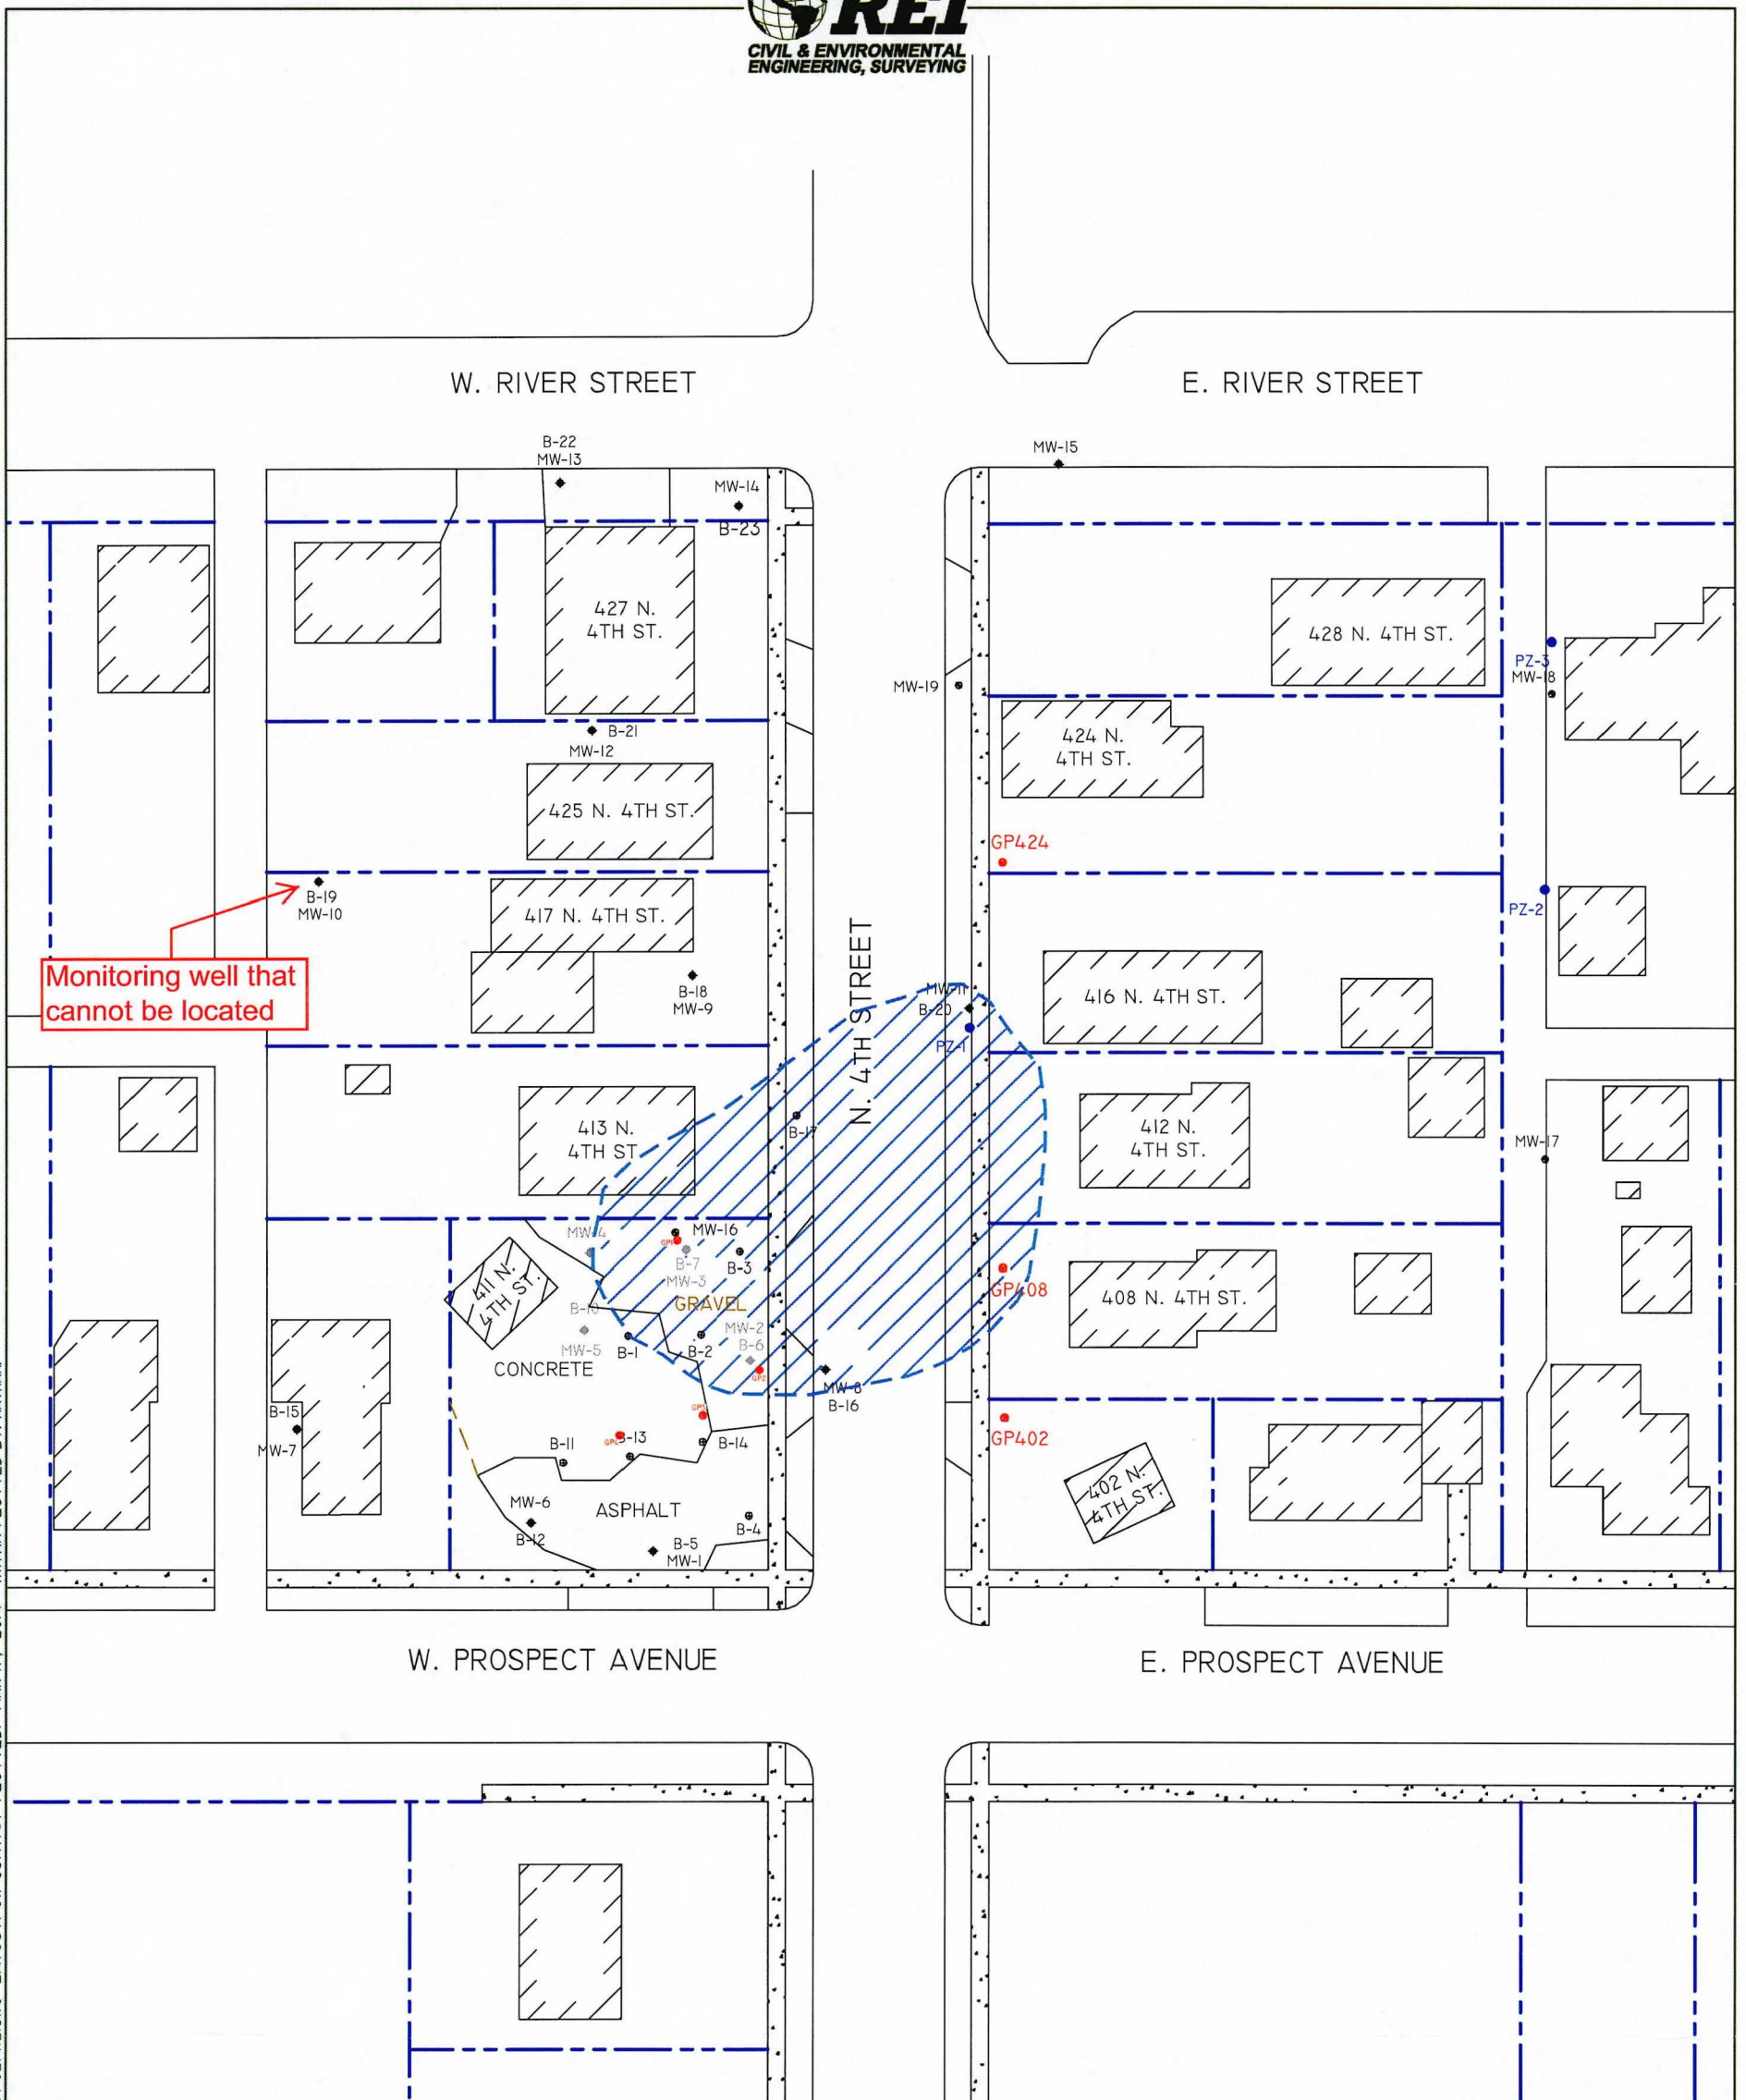 REI
CIVIL & ENVIRONMENTAL
ENGINEERING, SURVEYING
W. RIVER STREET
E. RIVER STREET
B-22
MW-13
MW-14
B-23
MW-15
427 N.
4TH ST.
428 N. 4TH ST.
PZ-3
MW-18
MW-19
B-21
MW-12
424 N.
4TH ST.
425 N. 4TH ST.
GP424
B-19
MW-10
417 N. 4TH ST.
PZ-2
Monitoring well that
cannot be located
B-18
MW-9
N. 4TH STREET
MW-11
B-20
PZ-1
416 N. 4TH ST.
413 N.
4TH ST.
B-17
412 N.
4TH ST.
MW-17
MW-4
MW-16
GP1
B-7
MW-3
B-3
411 N.
4TH ST.
GRAVEL
GP408
408 N. 4TH ST.
B-10
MW-5
B-1
B-2
MW-2
B-6
CONCRETE
GP2
MW-8
B-16
GP3
B-15
MW-7
B-11
B-13
B-14
GP402
402 N.
4TH ST.
MW-6
B-12
ASPHALT
B-4
B-5
MW-1
W. PROSPECT AVENUE
E. PROSPECT AVENUE